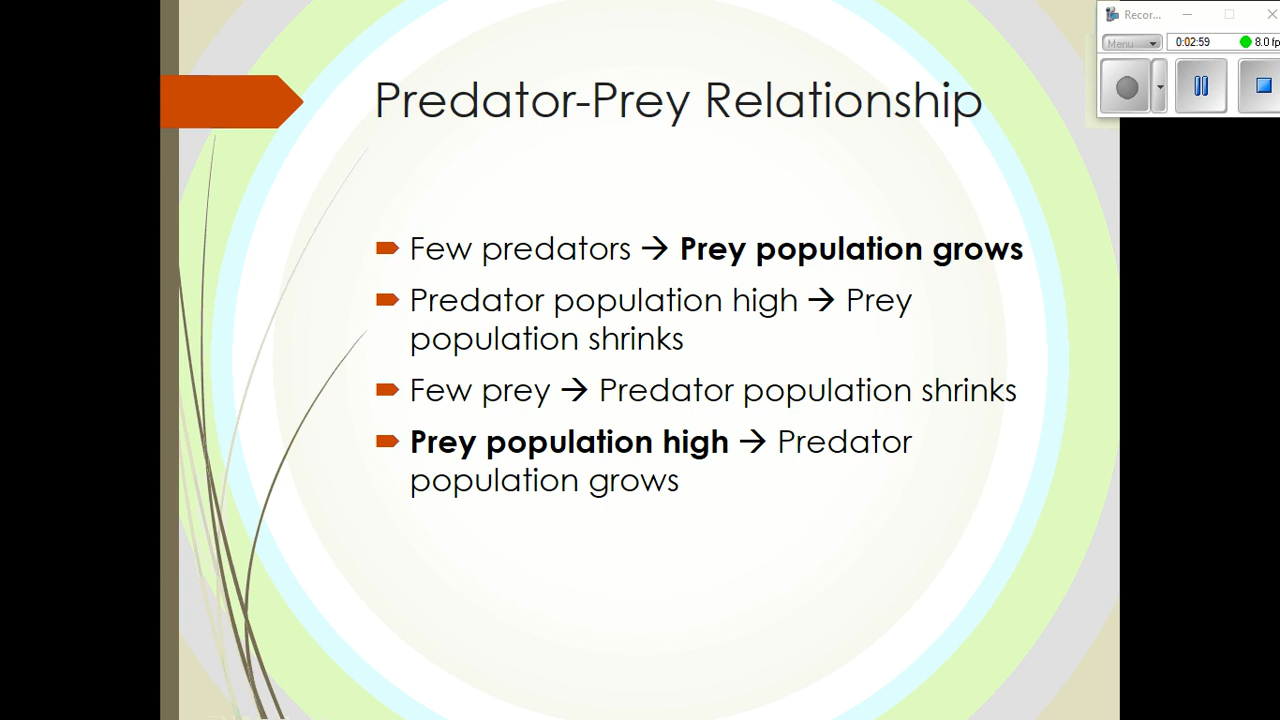 Predator-Prey Relationship
Few predators → Prey population grows
Predator population high → Prey
population shrinks
Few prey → Predator population shrinks
Prey population high → Predator
population grows
Recor...
Menu
0:02:59
8.0 fp